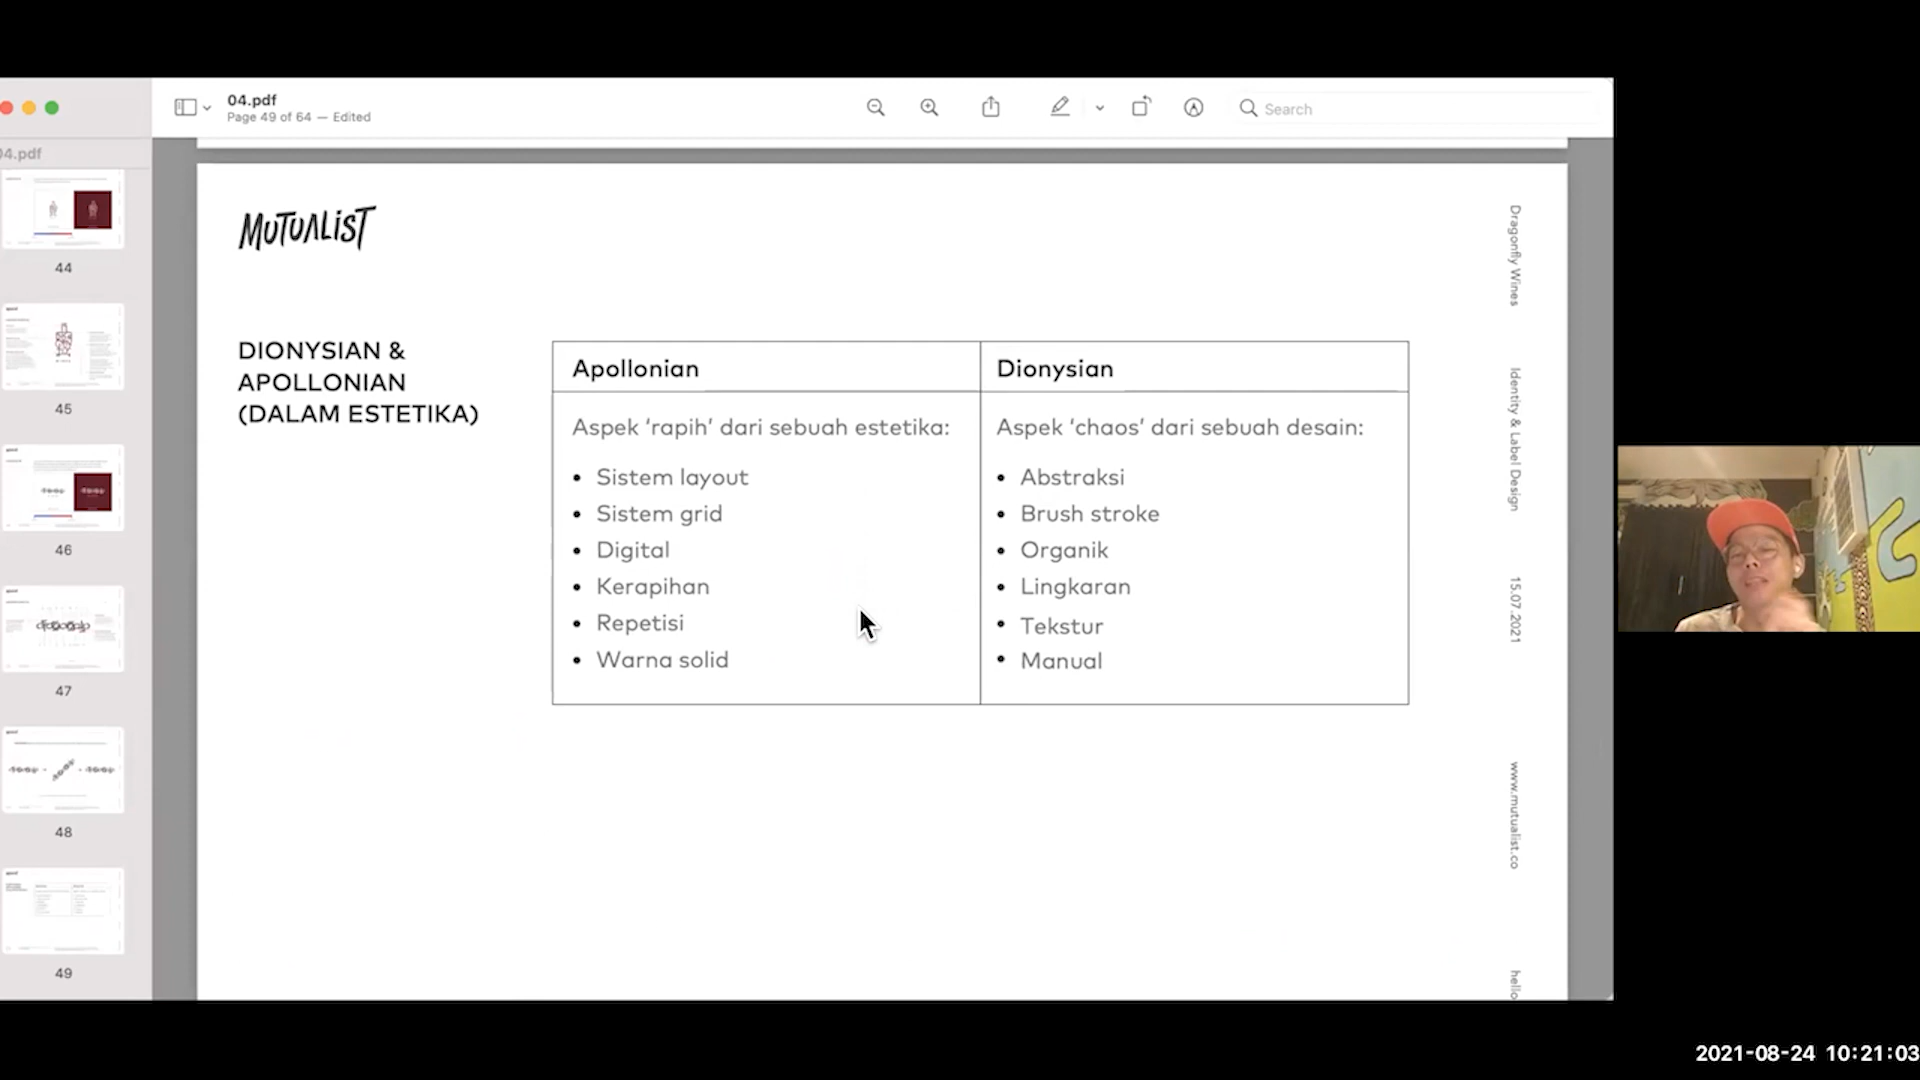 04.pdf
Page 49 of 64 — Edited
Search
04.pdf
44
45
46
47
48
49
MUTUALiST
DIONYSIAN &
APOLLONIAN
(DALAM ESTETIKA)
Apollonian
Aspek ‘rapih’ dari sebuah estetika:
• Sistem layout
• Sistem grid
• Digital
• Kerapihan
• Repetisi
• Warna solid
Dionysian
Aspek ‘chaos’ dari sebuah desain:
• Abstraksi
• Brush stroke
• Organik
• Lingkaran
• Tekstur
• Manual
Dragonfly Wines
Identity & Label Design
15.07.2021
www.mutualist.co
hello
2021-08-24 10:21:03